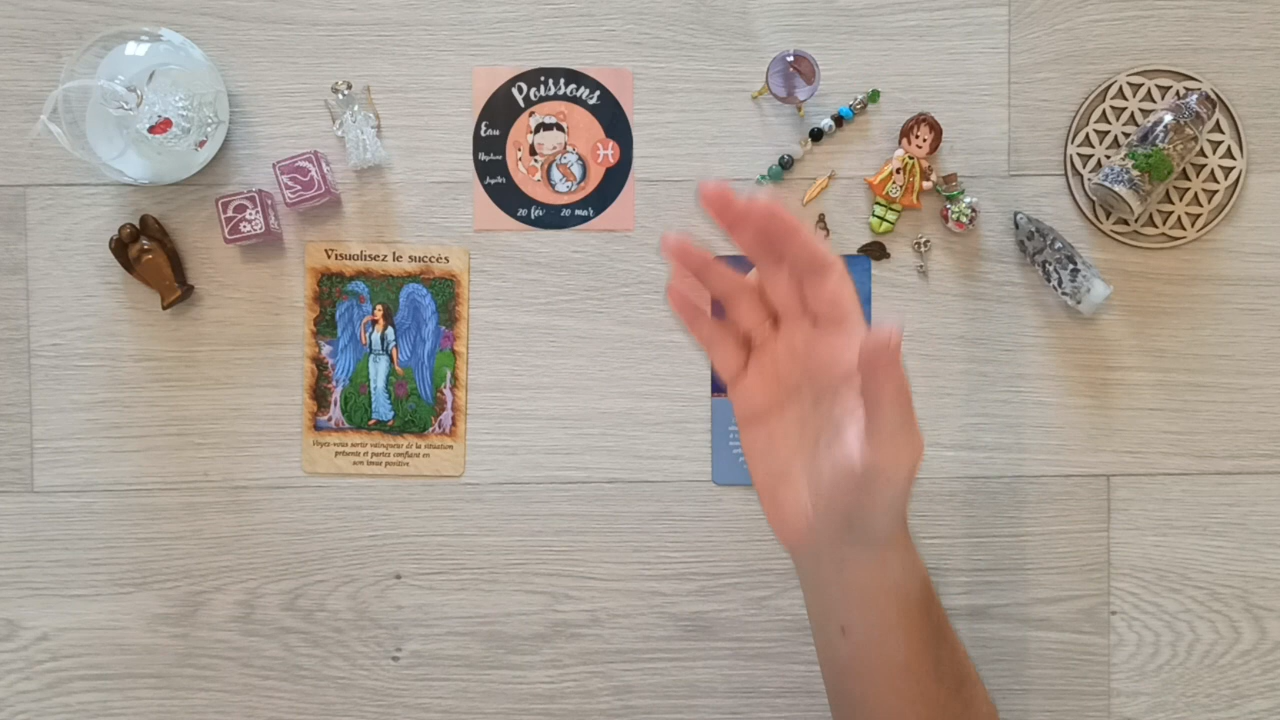 Poissons
Eau
Neptune
Jupiter
20 fév - 20 mar
Visualisez le succès
Voyez-vous sortir vainqueur de la situation
présente et partez confiant en
son issue positive